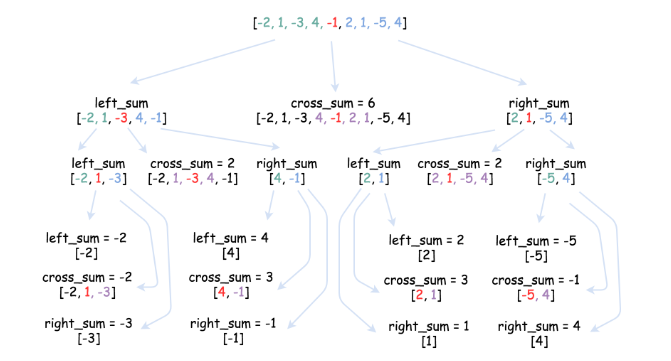 [-2, 1, -3, 4, -1, 2, 1, -5, 4]
left_sum
[-2, 1, -3, 4, -1]
cross_sum = 6
[-2, 1, -3, 4, -1, 2, 1, -5, 4]
right_sum
[2, 1, -5, 4]
left_sum
[-2, 1, -3]
cross_sum = 2
[-2, 1, -3, 4, -1]
right_sum
[4, -1]
left_sum
[2, 1]
cross_sum = 2
[2, 1, -5, 4]
right_sum
[-5, 4]
left_sum = -2
[-2]
cross_sum = -2
[-2, 1, -3]
right_sum = -3
[-3]
left_sum = 4
[4]
cross_sum = 3
[4, -1]
right_sum = -1
[-1]
left_sum = 2
[2]
cross_sum = 3
[2, 1]
right_sum = 1
[1]
left_sum = -5
[-5]
cross_sum = -1
[-5, 4]
right_sum = 4
[4]